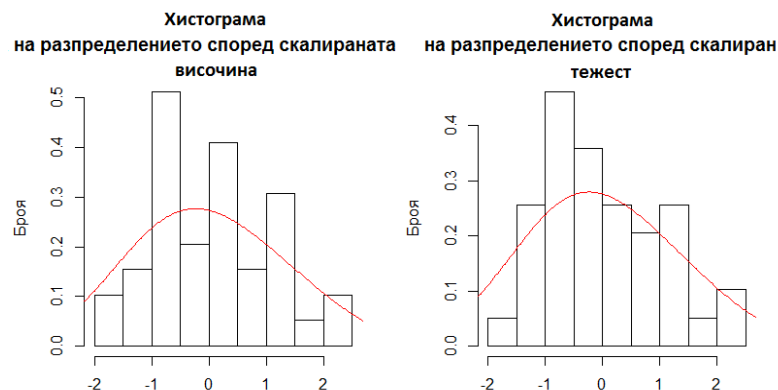 Хистограма
на разпределението според скалираната
височина
Броя
0.0 0.1 0.2 0.3 0.4 0.5
-2 -1 0 1 2
Хистограма
на разпределението според скалиран
тежест
Броя
0.0 0.1 0.2 0.3 0.4
-2 -1 0 1 2